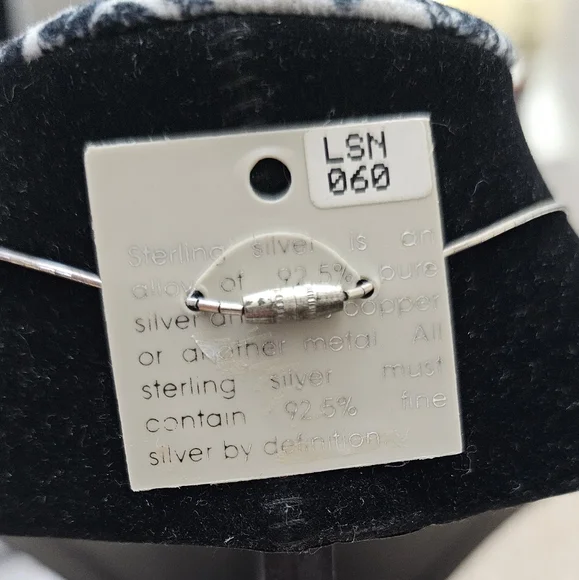 LSN
060
Sterling silver is an
alloy of 92.5% pure
silver and copper
or another metal. All
sterling silver must
contain 92.5% fine
silver by definition.